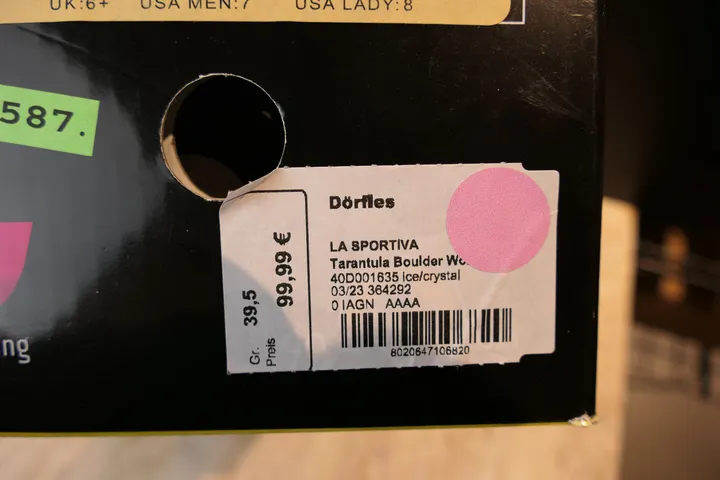 UK:6+ USA MEN:7 USA LADY:8
587.
ng
Gr. 39,5
Preis 99,99 €
Dörfles
LA SPORTIVA
Tarantula Boulder
40D001635 ice/crystal
03/23 364292
0 IAGN AAAA
8020647106820